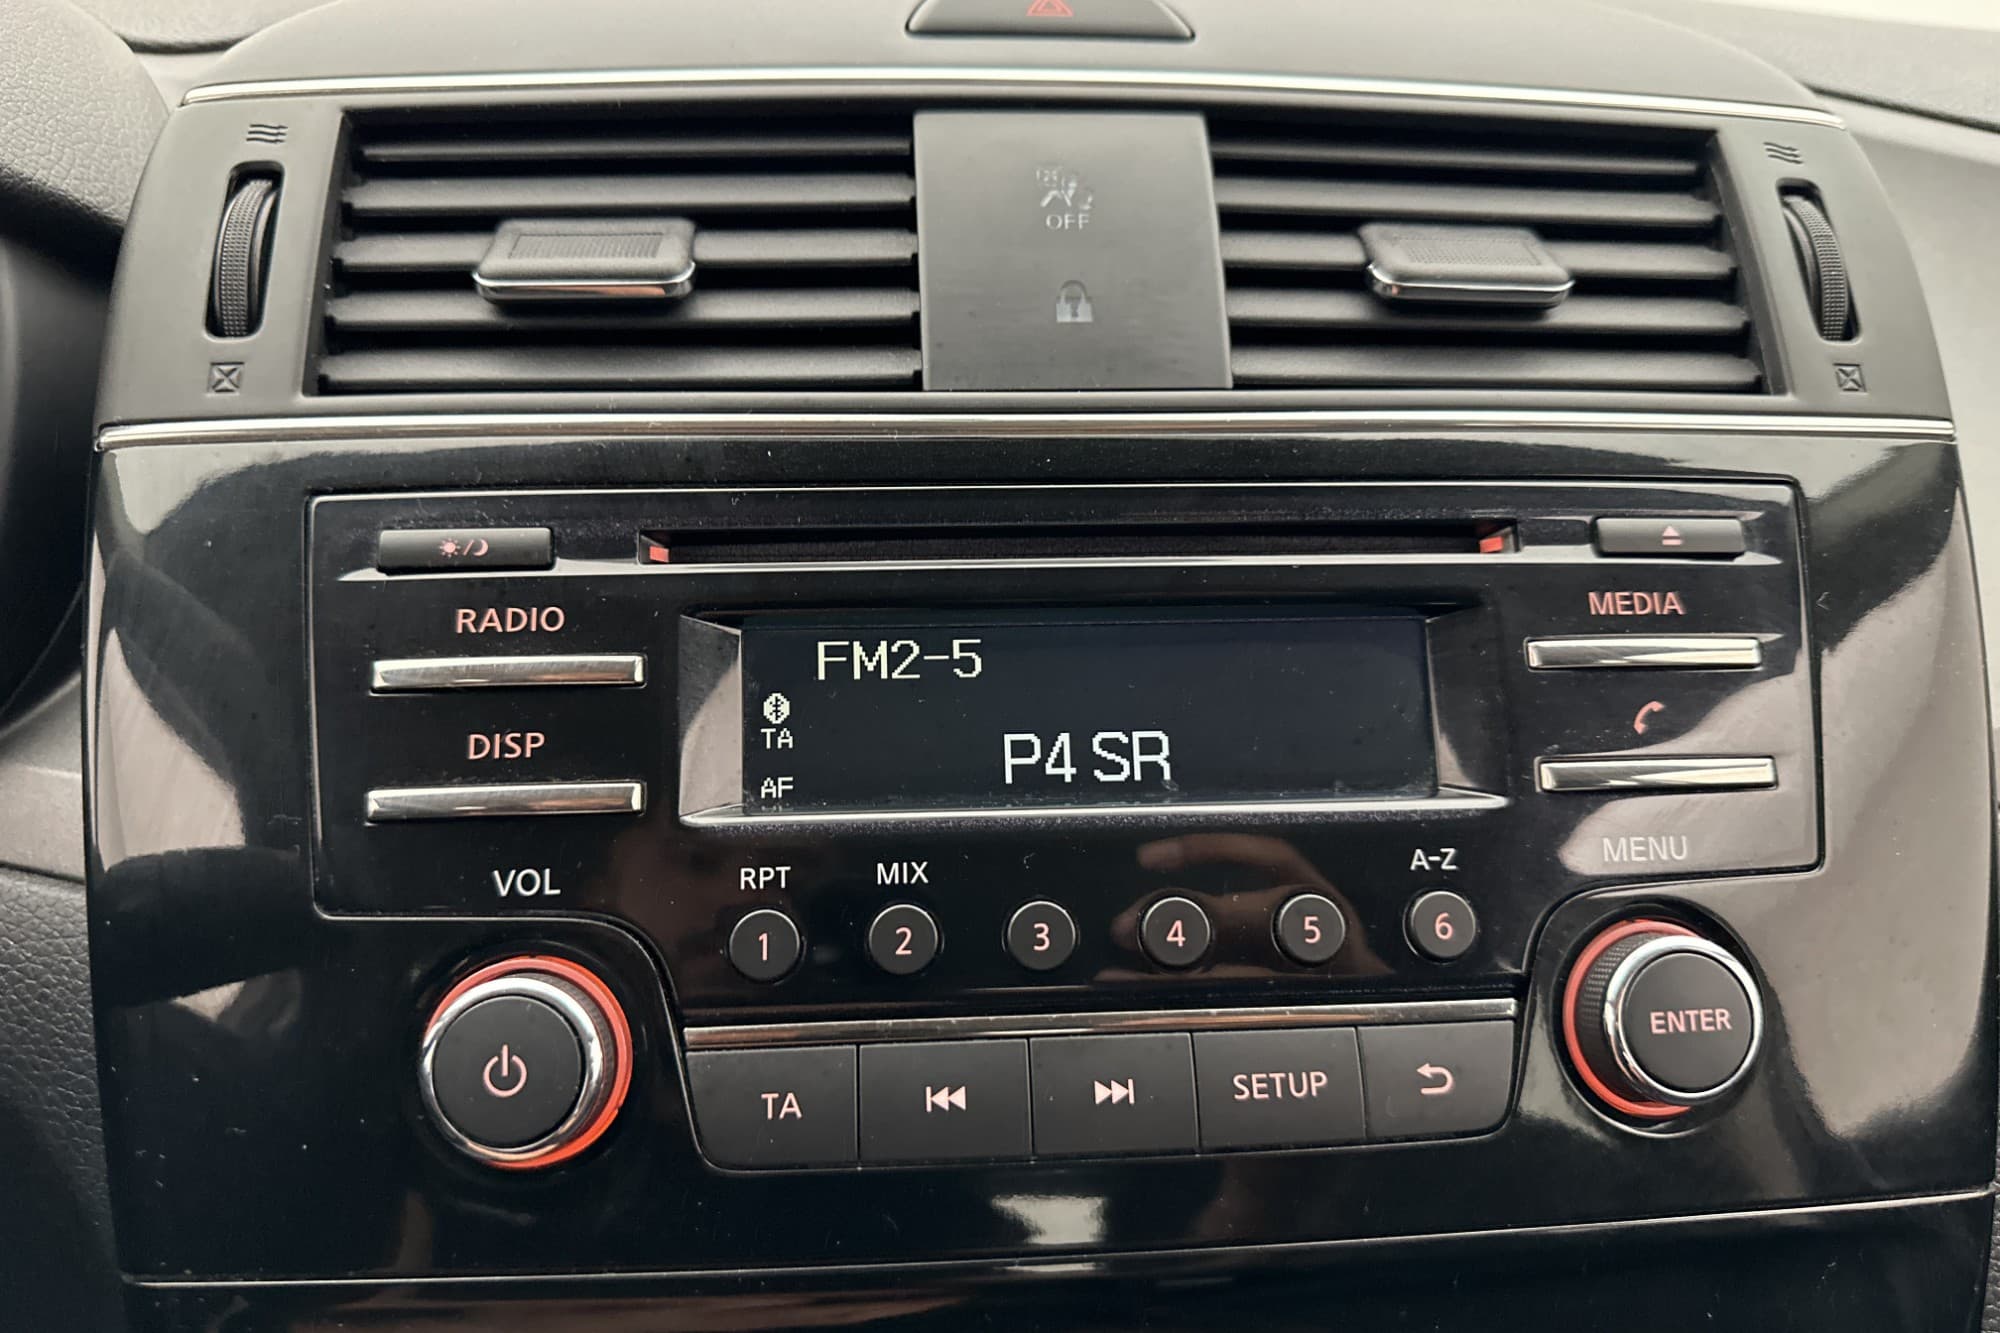 OFF
RADIO
MEDIA
FM2-5
TA
AF
P4 SR
DISP
MENU
VOL
RPT
MIX
A-Z
1
2
3
4
5
6
ENTER
TA
SETUP